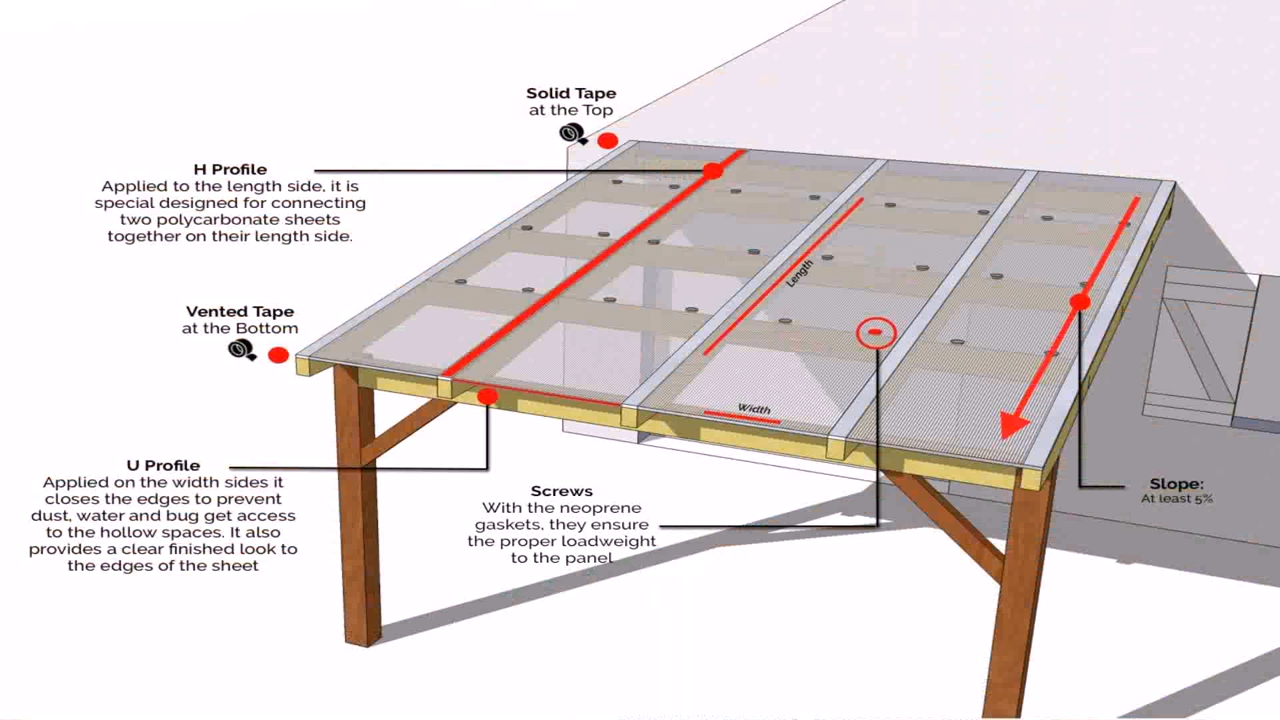 Solid Tape
at the Top
H Profile
Applied to the length side, it is
special designed for connecting
two polycarbonate sheets
together on their length side.
Vented Tape
at the Bottom
Length
Width
U Profile
Applied on the width sides it
closes the edges to prevent
dust, water and bug get access
to the hollow spaces. It also
provides a clear finished look to
the edges of the sheet
Screws
With the neoprene
gaskets, they ensure
the proper loadweight
to the panel
Slope:
At least 5%